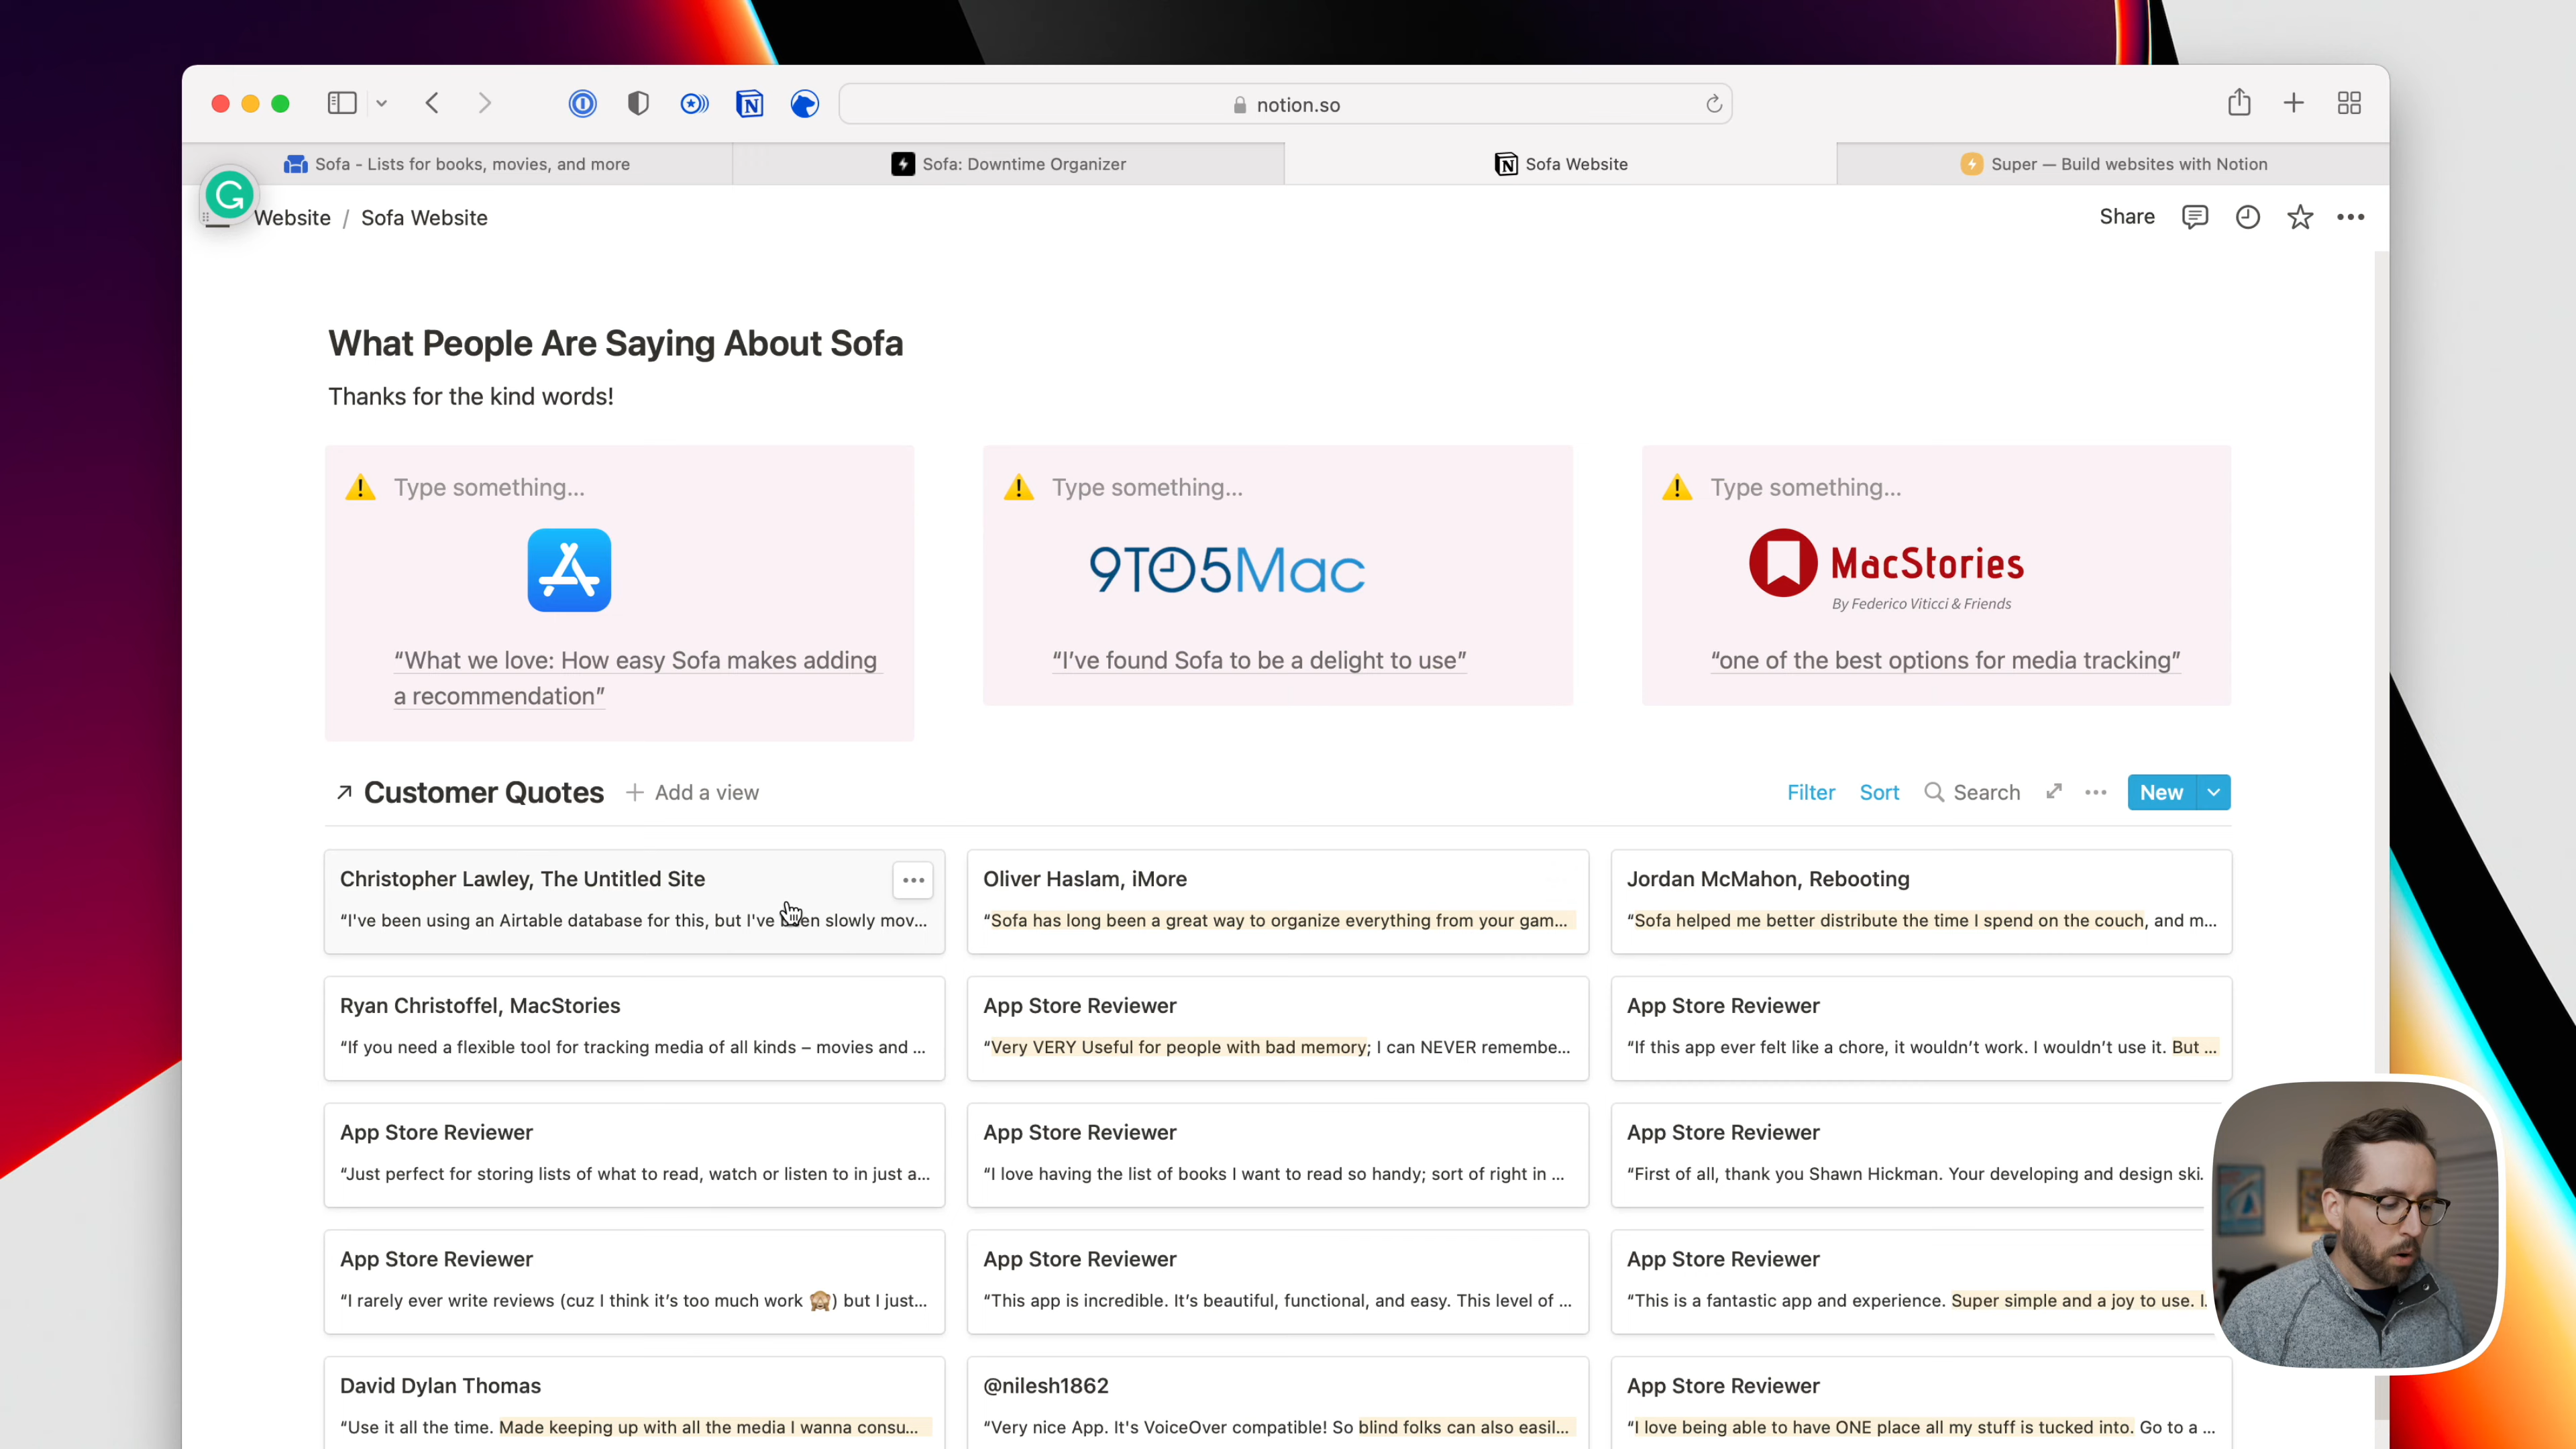 notion.so
Sofa - Lists for books, movies, and more
Sofa: Downtime Organizer
Sofa Website
Super — Build websites with Notion
Website / Sofa Website
Share
What People Are Saying About Sofa
Thanks for the kind words!
Type something...
Type something...
Type something...
9TO5Mac
MacStories
By Federico Viticci & Friends
“What we love: How easy Sofa makes adding
a recommendation”
“I’ve found Sofa to be a delight to use”
“one of the best options for media tracking”
Customer Quotes
Add a view
Filter
Sort
Search
New
Christopher Lawley, The Untitled Site
“I've been using an Airtable database for this, but I've been slowly mov...
Oliver Haslam, iMore
“Sofa has long been a great way to organize everything from your gam...
Jordan McMahon, Rebooting
“Sofa helped me better distribute the time I spend on the couch, and m...
Ryan Christoffel, MacStories
“If you need a flexible tool for tracking media of all kinds – movies and ...
App Store Reviewer
“Very VERY Useful for people with bad memory; I can NEVER remembe...
App Store Reviewer
“If this app ever felt like a chore, it wouldn’t work. I wouldn’t use it. But ...
App Store Reviewer
“Just perfect for storing lists of what to read, watch or listen to in just a...
App Store Reviewer
“I love having the list of books I want to read so handy; sort of right in ...
App Store Reviewer
“First of all, thank you Shawn Hickman. Your developing and design ski.
App Store Reviewer
“I rarely ever write reviews (cuz I think it’s too much work 🙈) but I just...
App Store Reviewer
“This app is incredible. It’s beautiful, functional, and easy. This level of ...
App Store Reviewer
“This is a fantastic app and experience. Super simple and a joy to use. I.
David Dylan Thomas
“Use it all the time. Made keeping up with all the media I wanna consu...
@nilesh1862
“Very nice App. It's VoiceOver compatible! So blind folks can also easil...
App Store Reviewer
“I love being able to have ONE place all my stuff is tucked into. Go to a ...